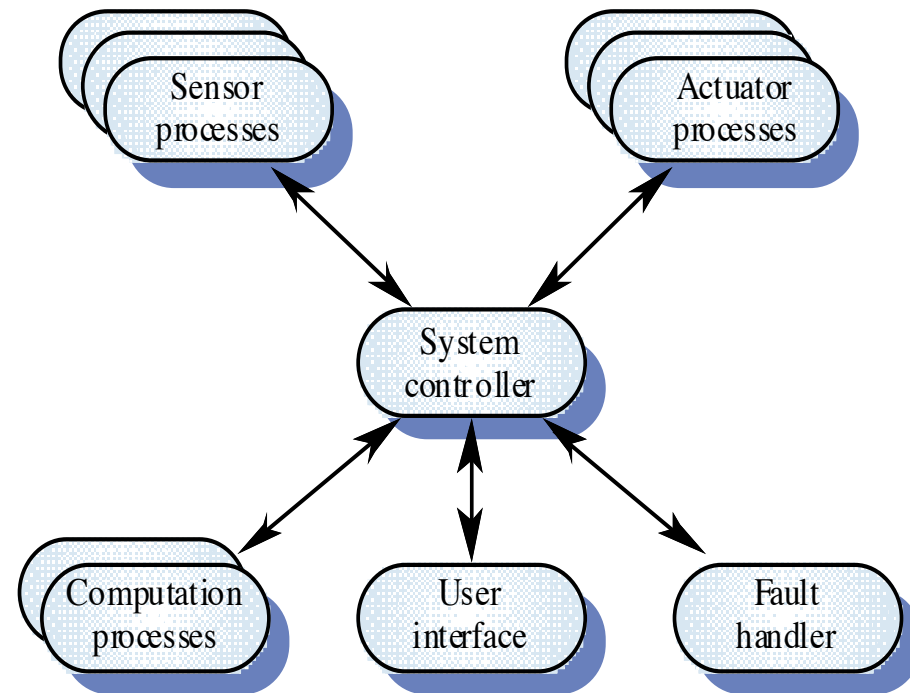 Sensor
processes
Actuator
processes
System
controller
Computation
processes
User
interface
Fault
handler